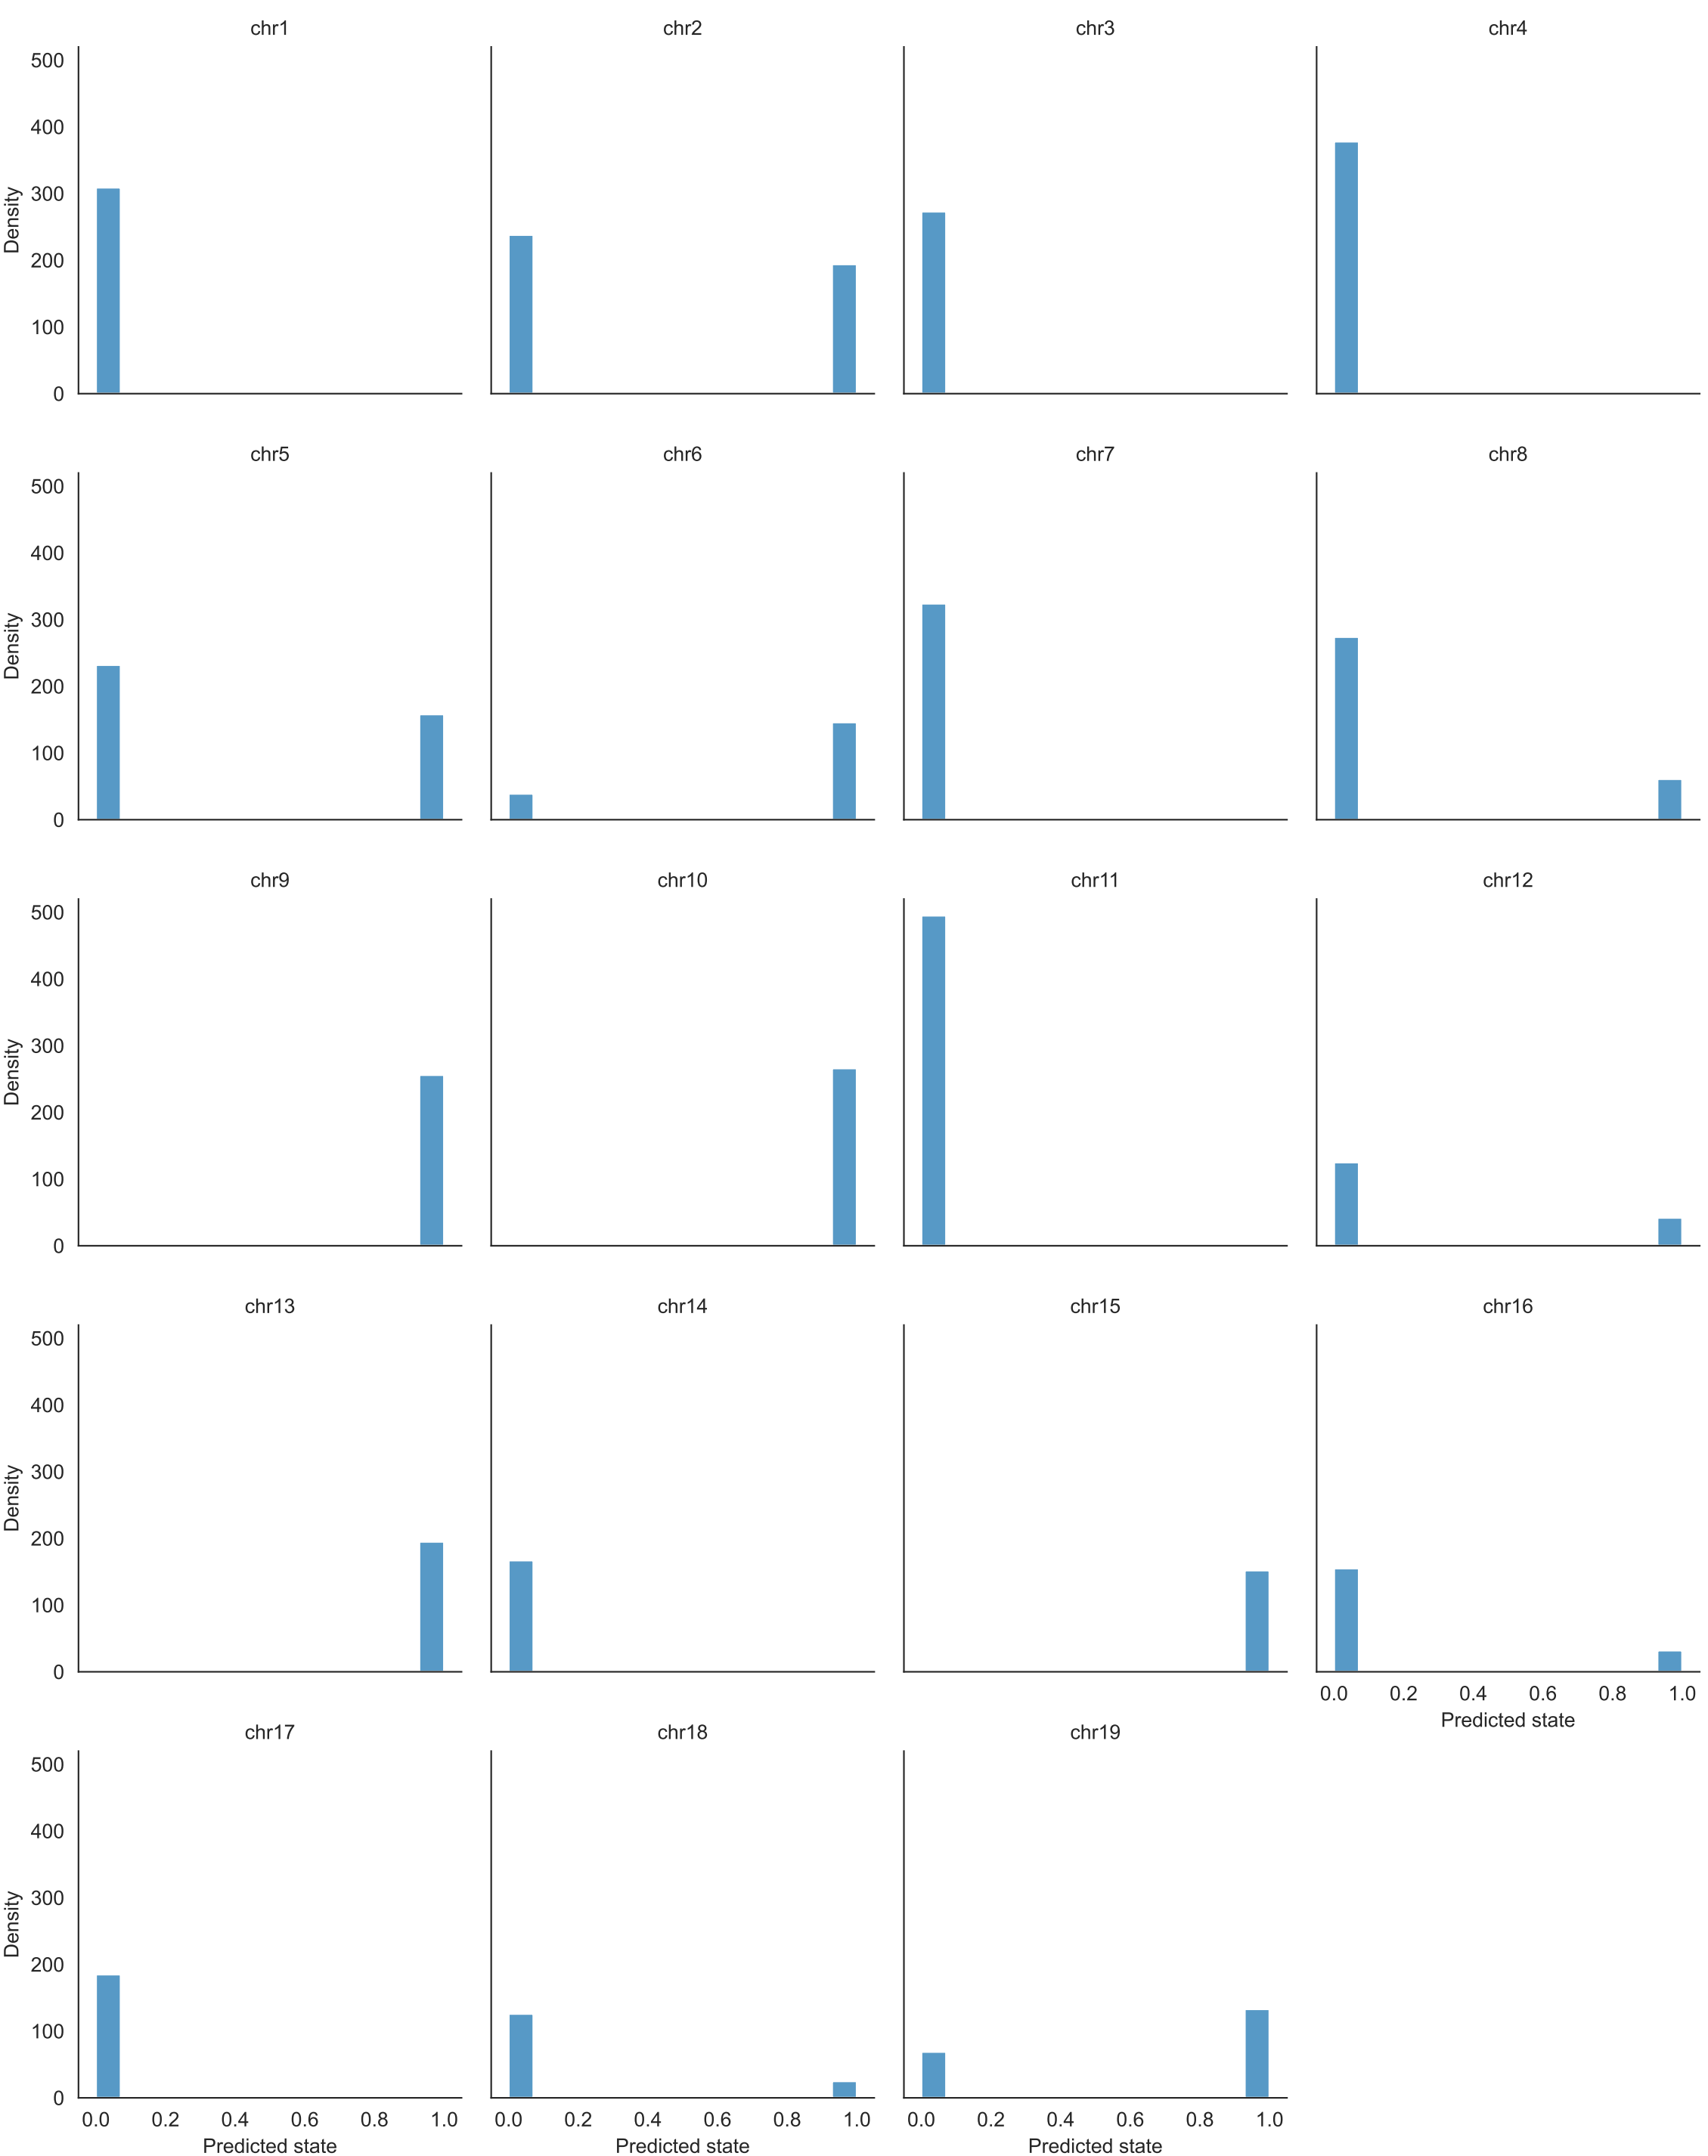 chr1 chr2 chr3 chr4
500
400
300
200
100
0
Density
chr5 chr6 chr7 chr8
500
400
300
200
100
0
Density
chr9 chr10 chr11 chr12
500
400
300
200
100
0
Density
chr13 chr14 chr15 chr16
500
400
300
200
100
0
Density
0.0 0.2 0.4 0.6 0.8 1.0
Predicted state
chr17 chr18 chr19
500
400
300
200
100
0
Density
0.0 0.2 0.4 0.6 0.8 1.0 0.0 0.2 0.4 0.6 0.8 1.0 0.0 0.2 0.4 0.6 0.8 1.0
Predicted state Predicted state Predicted state